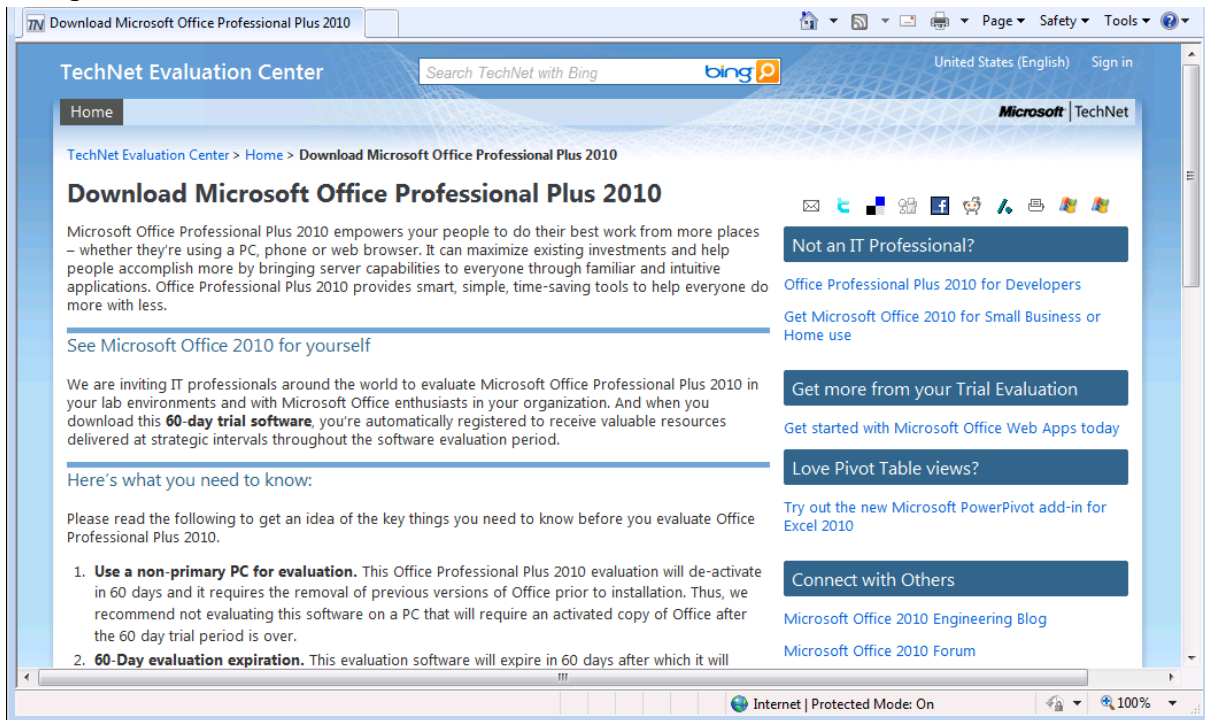 Download Microsoft Office Professional Plus 2010
Page
Safety
Tools
TechNet Evaluation Center
Search TechNet with Bing
bing
United States (English)
Sign in
Home
Microsoft | TechNet
TechNet Evaluation Center > Home > Download Microsoft Office Professional Plus 2010
Download Microsoft Office Professional Plus 2010
Microsoft Office Professional Plus 2010 empowers your people to do their best work from more places
– whether they're using a PC, phone or web browser. It can maximize existing investments and help
people accomplish more by bringing server capabilities to everyone through familiar and intuitive
applications. Office Professional Plus 2010 provides smart, simple, time-saving tools to help everyone do
more with less.
See Microsoft Office 2010 for yourself
We are inviting IT professionals around the world to evaluate Microsoft Office Professional Plus 2010 in
your lab environments and with Microsoft Office enthusiasts in your organization. And when you
download this 60-day trial software, you're automatically registered to receive valuable resources
delivered at strategic intervals throughout the software evaluation period.
Here's what you need to know:
Please read the following to get an idea of the key things you need to know before you evaluate Office
Professional Plus 2010.
1. Use a non-primary PC for evaluation. This Office Professional Plus 2010 evaluation will de-activate
in 60 days and it requires the removal of previous versions of Office prior to installation. Thus, we
recommend not evaluating this software on a PC that will require an activated copy of Office after
the 60 day trial period is over.
2. 60-Day evaluation expiration. This evaluation software will expire in 60 days after which it will
Not an IT Professional?
Office Professional Plus 2010 for Developers
Get Microsoft Office 2010 for Small Business or
Home use
Get more from your Trial Evaluation
Get started with Microsoft Office Web Apps today
Love Pivot Table views?
Try out the new Microsoft PowerPivot add-in for
Excel 2010
Connect with Others
Microsoft Office 2010 Engineering Blog
Microsoft Office 2010 Forum
Internet | Protected Mode: On
100%